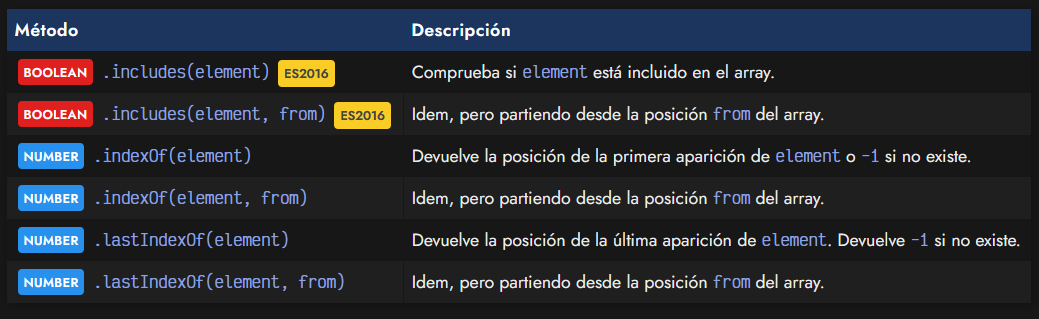 Método Descripción
BOOLEAN .includes(element) ES2016 Comprueba si element está incluido en el array.
BOOLEAN .includes(element, from) ES2016 Idem, pero partiendo desde la posición from del array.
NUMBER .indexOf(element) Devuelve la posición de la primera aparición de element o -1 si no existe.
NUMBER .indexOf(element, from) Idem, pero partiendo desde la posición from del array.
NUMBER .lastIndexOf(element) Devuelve la posición de la última aparición de element. Devuelve -1 si no existe.
NUMBER .lastIndexOf(element, from) Idem, pero partiendo desde la posición from del array.